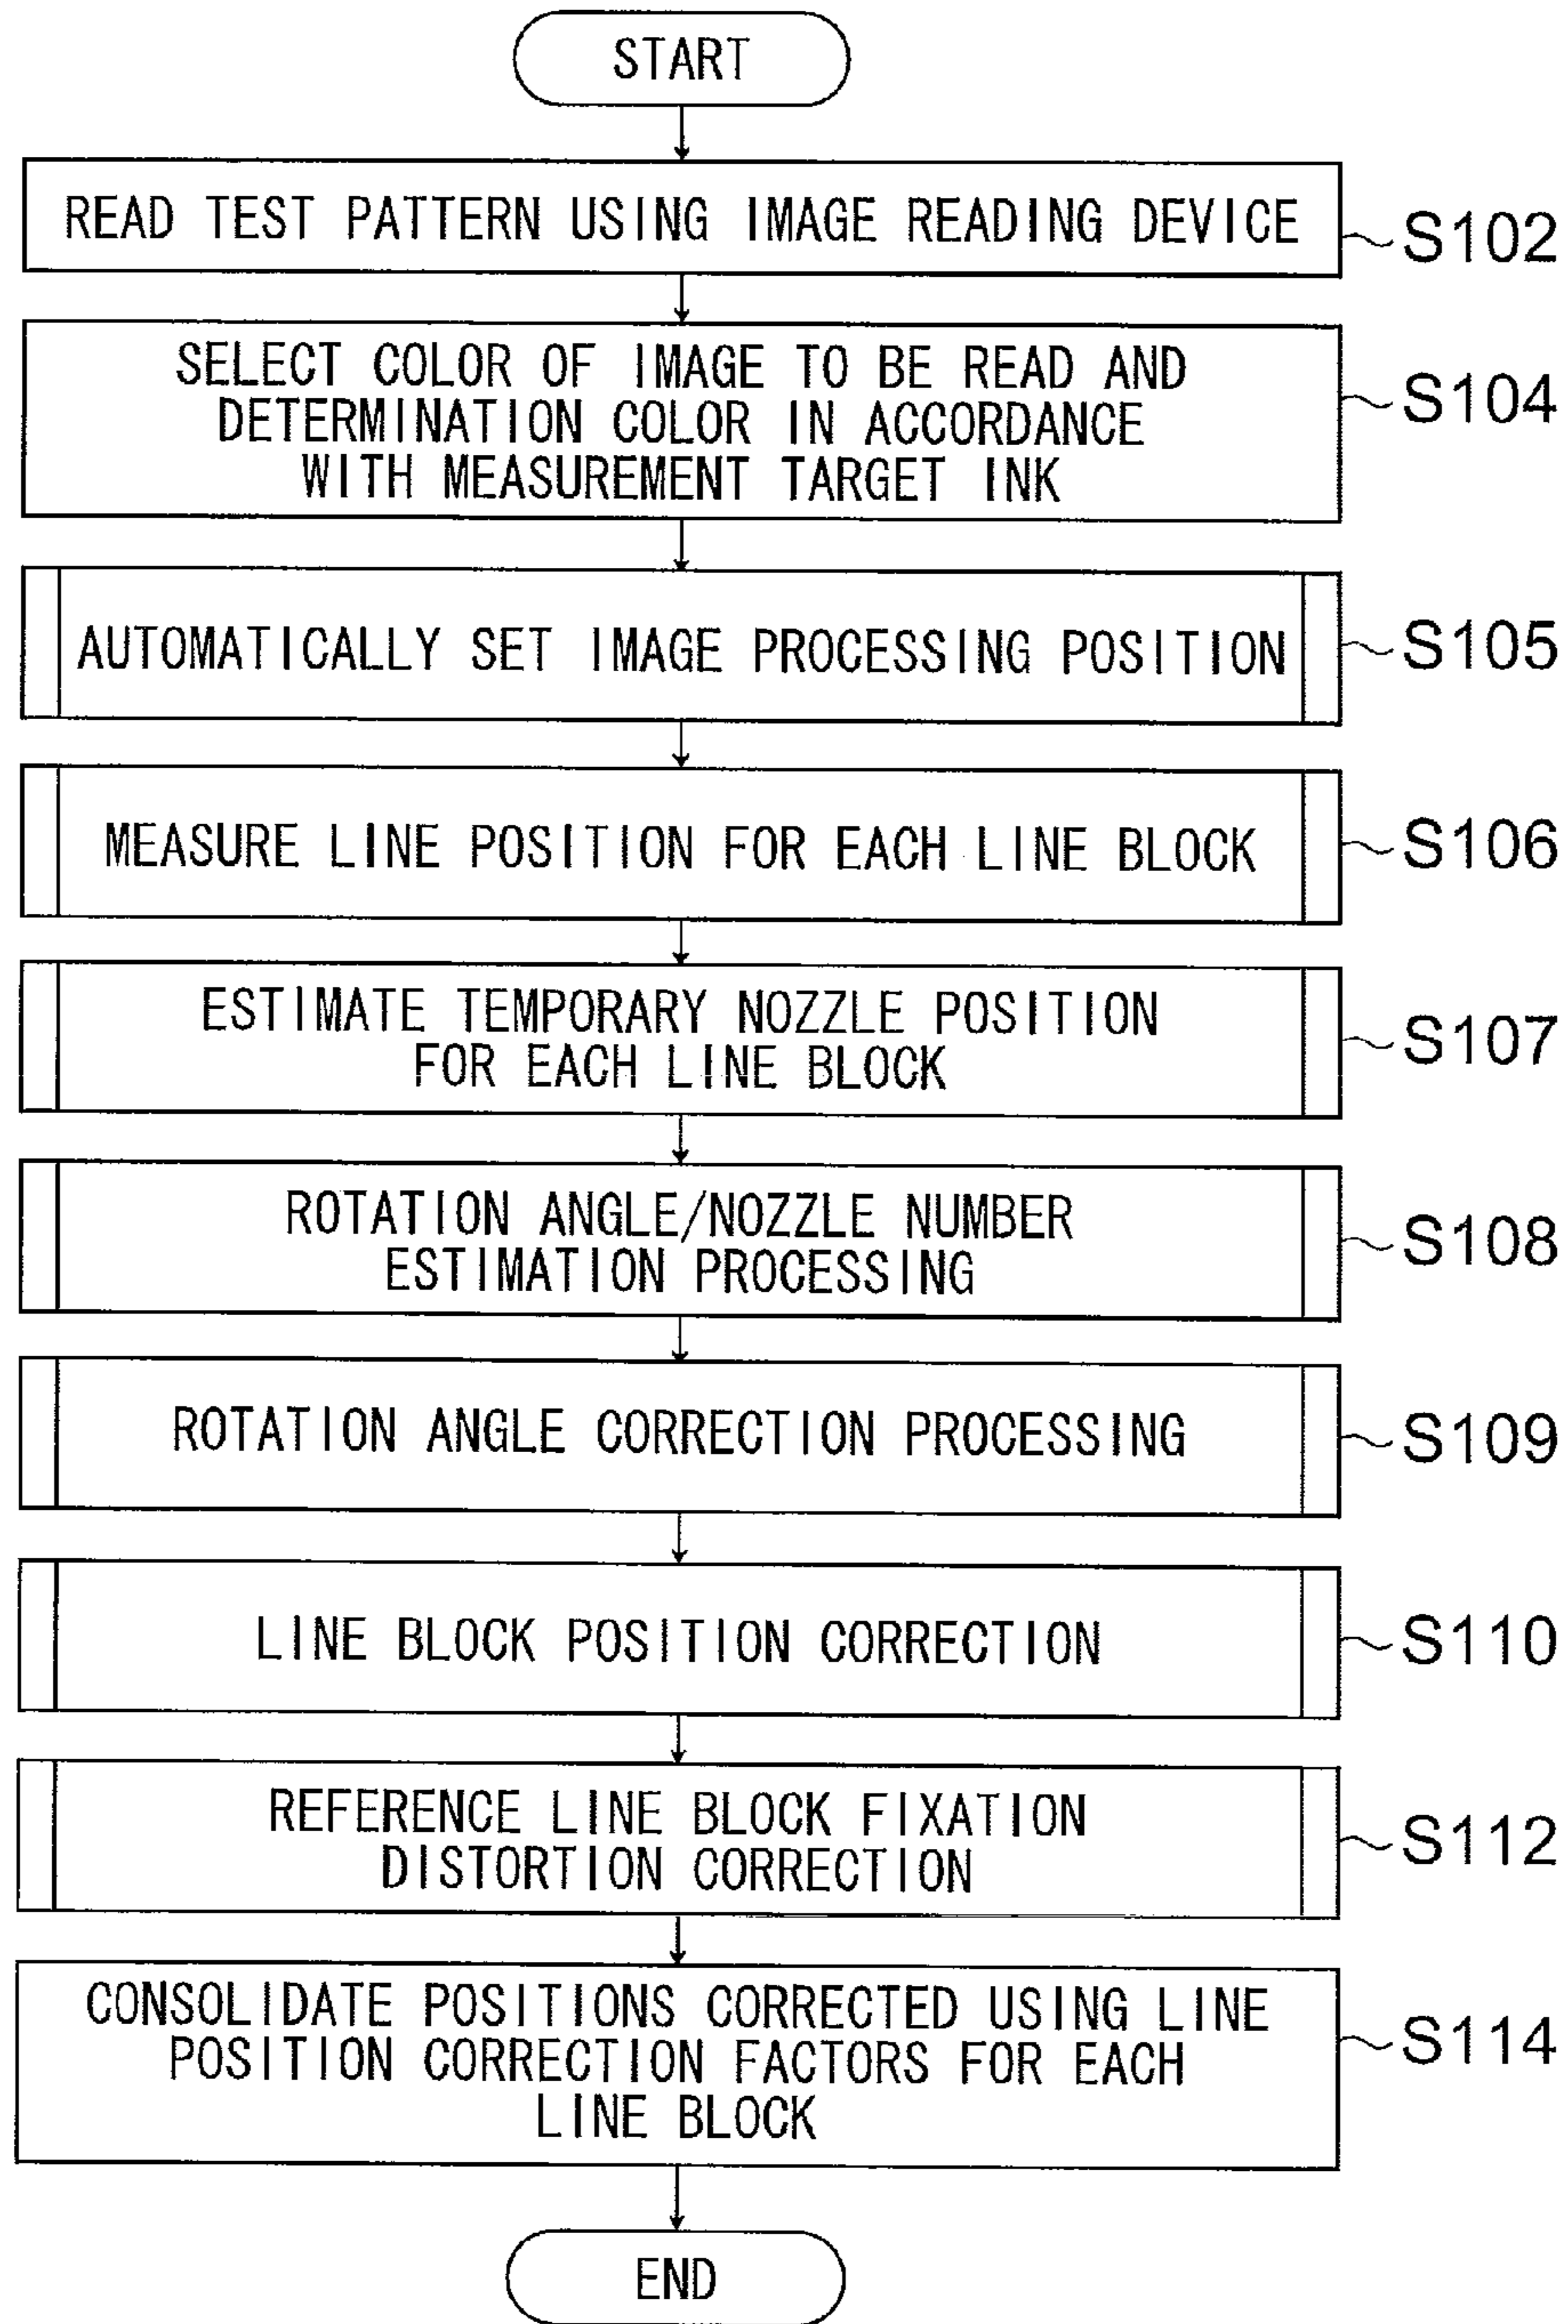 START
READ TEST PATTERN USING IMAGE READING DEVICE
S102
SELECT COLOR OF IMAGE TO BE READ AND
DETERMINATION COLOR IN ACCORDANCE
WITH MEASUREMENT TARGET INK
S104
AUTOMATICALLY SET IMAGE PROCESSING POSITION
S105
MEASURE LINE POSITION FOR EACH LINE BLOCK
S106
ESTIMATE TEMPORARY NOZZLE POSITION
FOR EACH LINE BLOCK
S107
ROTATION ANGLE/NOZZLE NUMBER
ESTIMATION PROCESSING
S108
ROTATION ANGLE CORRECTION PROCESSING
S109
LINE BLOCK POSITION CORRECTION
S110
REFERENCE LINE BLOCK FIXATION
DISTORTION CORRECTION
S112
CONSOLIDATE POSITIONS CORRECTED USING LINE
POSITION CORRECTION FACTORS FOR EACH
LINE BLOCK
S114
END